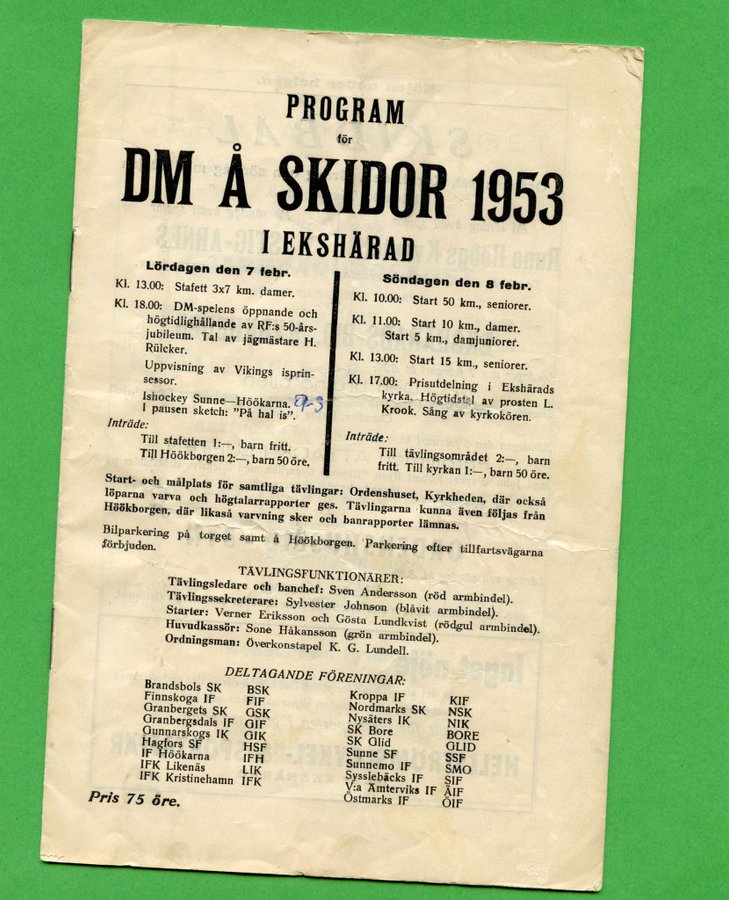 PROGRAM
för
DM Å SKIDOR 1953
I EKSHÄRAD
Lördagen den 7 febr.
Kl. 13.00: Stafett 3x7 km. damer.
Kl. 18.00: DM-spelens öppnande och
högtidlighållande av RF:s 50-års-
jubileum. Tal av jägmästare H.
Rülcker.
Uppvisning av Vikings isprin-
sessor.
Ishockey Sunne—Höökarna. 9-3
I pausen sketch: "På hal is".
Inträde:
Till stafetten 1:—, barn fritt.
Till Höökborgen 2:—, barn 50 öre.
Söndagen den 8 febr.
Kl. 10.00: Start 50 km., seniorer.
Kl. 11.00: Start 10 km., damer.
Start 5 km., damjuniorer.
Kl. 13.00: Start 15 km., seniorer.
Kl. 17.00: Prisutdelning i Ekshärads
kyrka. Högtidstal av prosten L.
Krook. Sång av kyrkokören.
Inträde:
Till tävlingsområdet 2:—, barn
fritt. Till kyrkan 1:—, barn 50 öre.
Start- och målplats för samtliga tävlingar: Ordenshuset, Kyrkheden, där också
löparna varva och högtalarrapporter ges. Tävlingarna kunna även följas från
Höökborgen, där likaså varvning sker och banrapporter lämnas.
Bilparkering på torget samt å Höökborgen. Parkering efter tillfartsvägarna
förbjuden.
TÄVLINGSFUNKTIONÄRER:
Tävlingsledare och banchef: Sven Andersson (röd armbindel).
Tävlingssekreterare: Sylvester Johnson (blåvit armbindel).
Starter: Verner Eriksson och Gösta Lundkvist (rödgul armbindel).
Huvudkassör: Sone Håkansson (grön armbindel).
Ordningsman: Överkonstapel K. G. Lundell.
DELTAGANDE FÖRENINGAR:
Brandsbols SK BSK
Finnskoga IF FIF
Granbergets SK GSK
Granbergsdals IF GIF
Gunnarskogs IK GIK
Hagfors SF HSF
IF Höökarna IFH
IFK Likenäs LIK
IFK Kristinehamn IFK
Kroppa IF KIF
Nordmarks SK NSK
Nysäters IK NIK
SK Bore BORE
SK Glid GLID
Sunne SF SSF
Sunnemo IF SMO
Sysslebäcks IF SIF
V:a Ämterviks IF ÄIF
Östmarks IF ÖIF
Pris 75 öre.